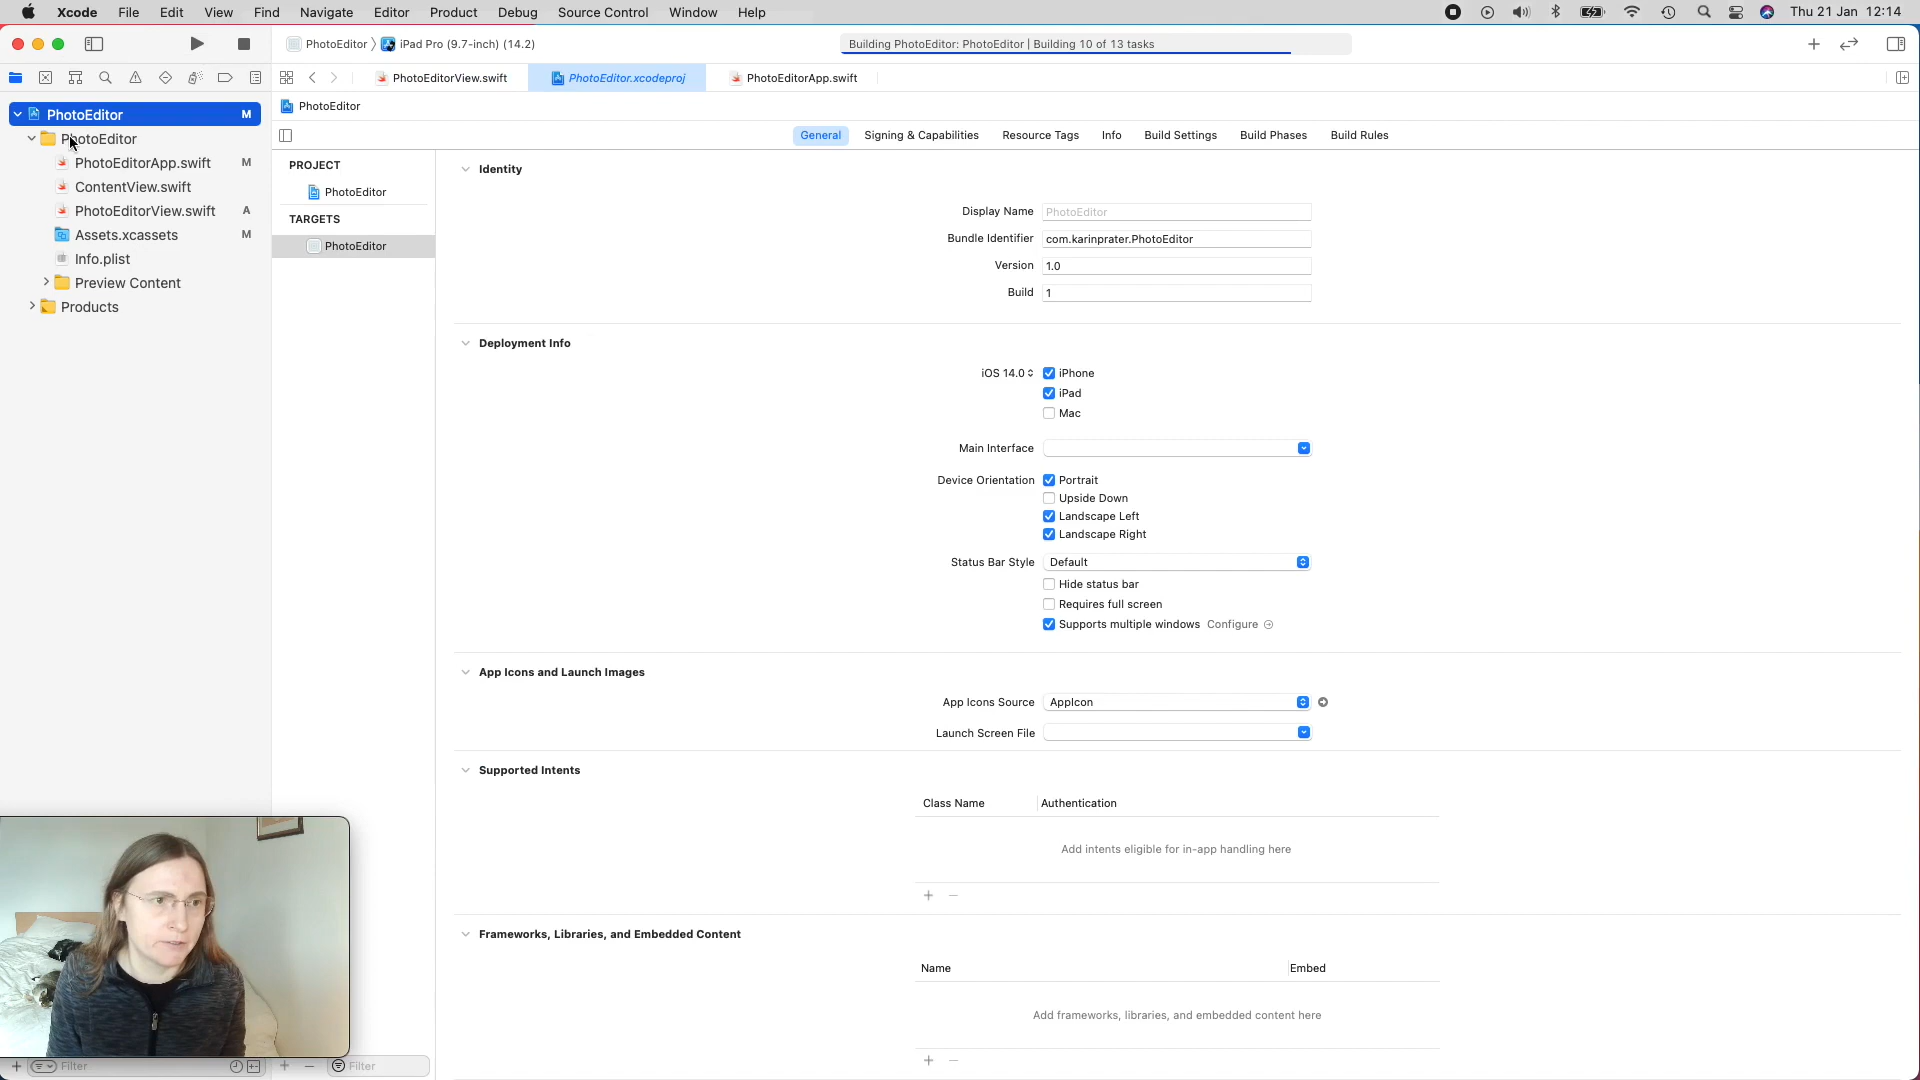 Xcode File Edit View Find Navigate Editor Product Debug Source Control Window Help Thu 21 Jan 12:14
PhotoEditor iPad Pro (9.7-inch) (14.2) Building PhotoEditor: PhotoEditor | Building 10 of 13 tasks
PhotoEditorView.swift PhotoEditor.xcodeproj PhotoEditorApp.swift
PhotoEditor M
PhotoEditor
PhotoEditorApp.swift M
ContentView.swift
PhotoEditorView.swift A
Assets.xcassets M
Info.plist
Preview Content
Products
Filter
PhotoEditor
General Signing & Capabilities Resource Tags Info Build Settings Build Phases Build Rules
PROJECT
PhotoEditor
TARGETS
PhotoEditor
Filter
Identity
Display Name PhotoEditor
Bundle Identifier com.karinprater.PhotoEditor
Version 1.0
Build 1
Deployment Info
iOS 14.0 iPhone
iPad
Mac
Main Interface
Device Orientation Portrait
Upside Down
Landscape Left
Landscape Right
Status Bar Style Default
Hide status bar
Requires full screen
Supports multiple windows Configure
App Icons and Launch Images
App Icons Source AppIcon
Launch Screen File
Supported Intents
Class Name Authentication
Add intents eligible for in-app handling here
Frameworks, Libraries, and Embedded Content
Name Embed
Add frameworks, libraries, and embedded content here